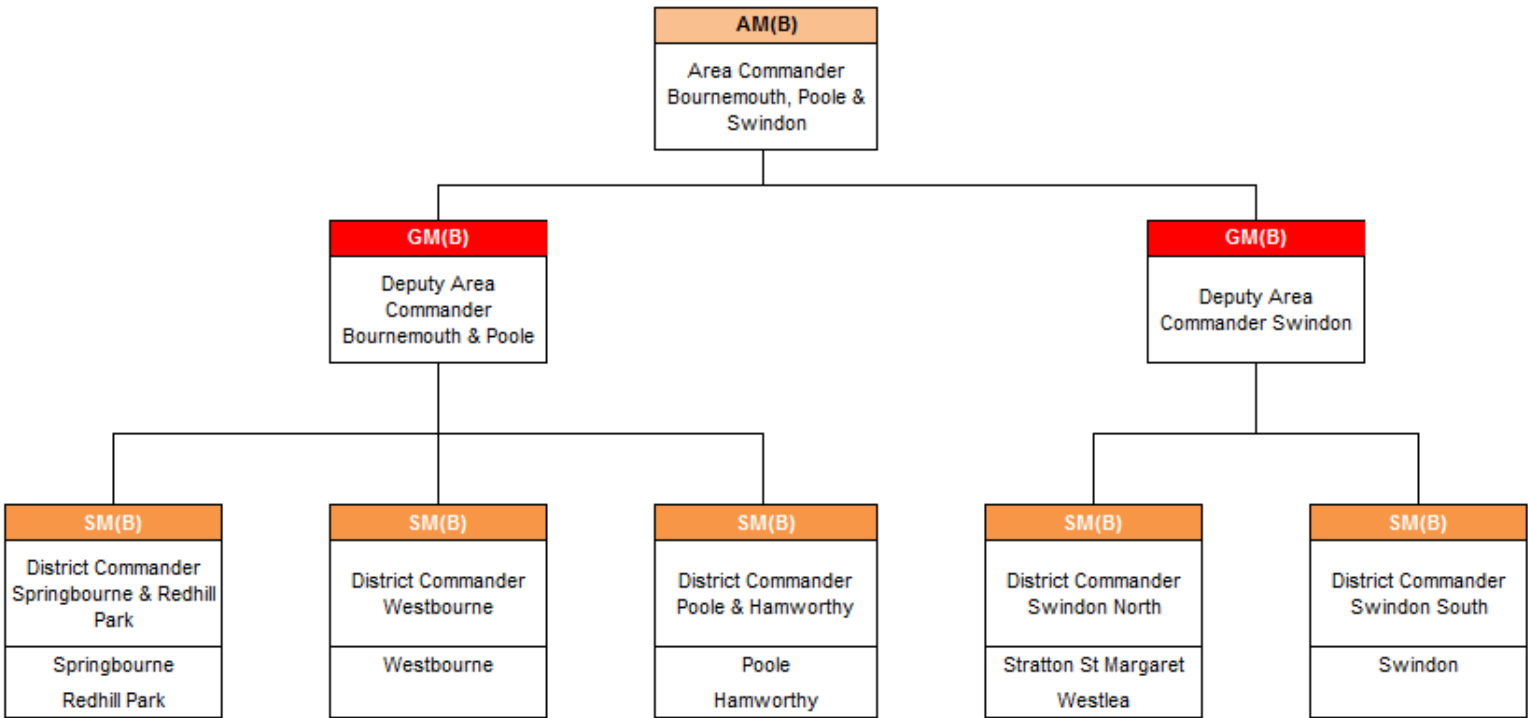 AM(B)
Area Commander
Bournemouth, Poole &
Swindon
GM(B)
Deputy Area
Commander
Bournemouth & Poole
GM(B)
Deputy Area
Commander Swindon
SM(B)
District Commander
Springbourne & Redhill
Park
Springbourne
Redhill Park
SM(B)
District Commander
Westbourne
Westbourne
SM(B)
District Commander
Poole & Hamworthy
Poole
Hamworthy
SM(B)
District Commander
Swindon North
Stratton St Margaret
Westlea
SM(B)
District Commander
Swindon South
Swindon